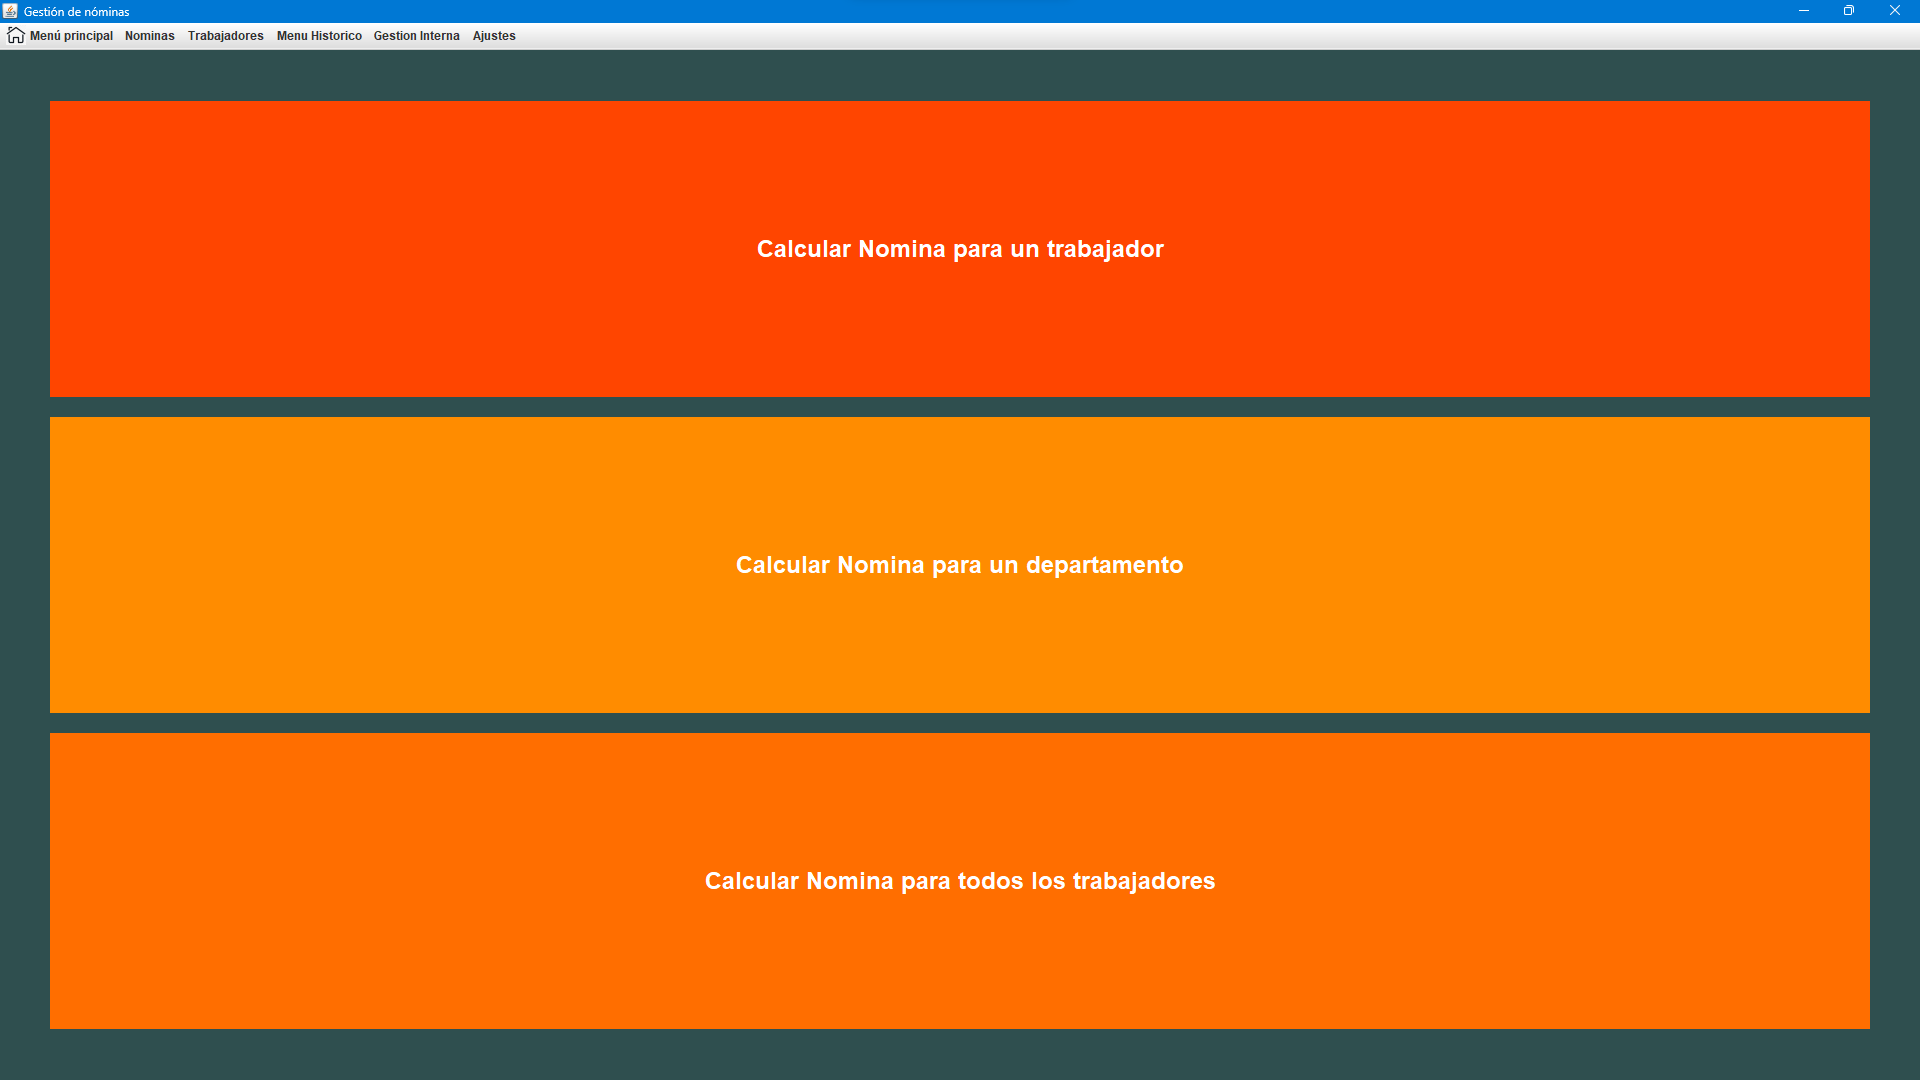 Gestión de nóminas
Menú principal Nominas Trabajadores Menu Historico Gestion Interna Ajustes
Calcular Nomina para un trabajador
Calcular Nomina para un departamento
Calcular Nomina para todos los trabajadores